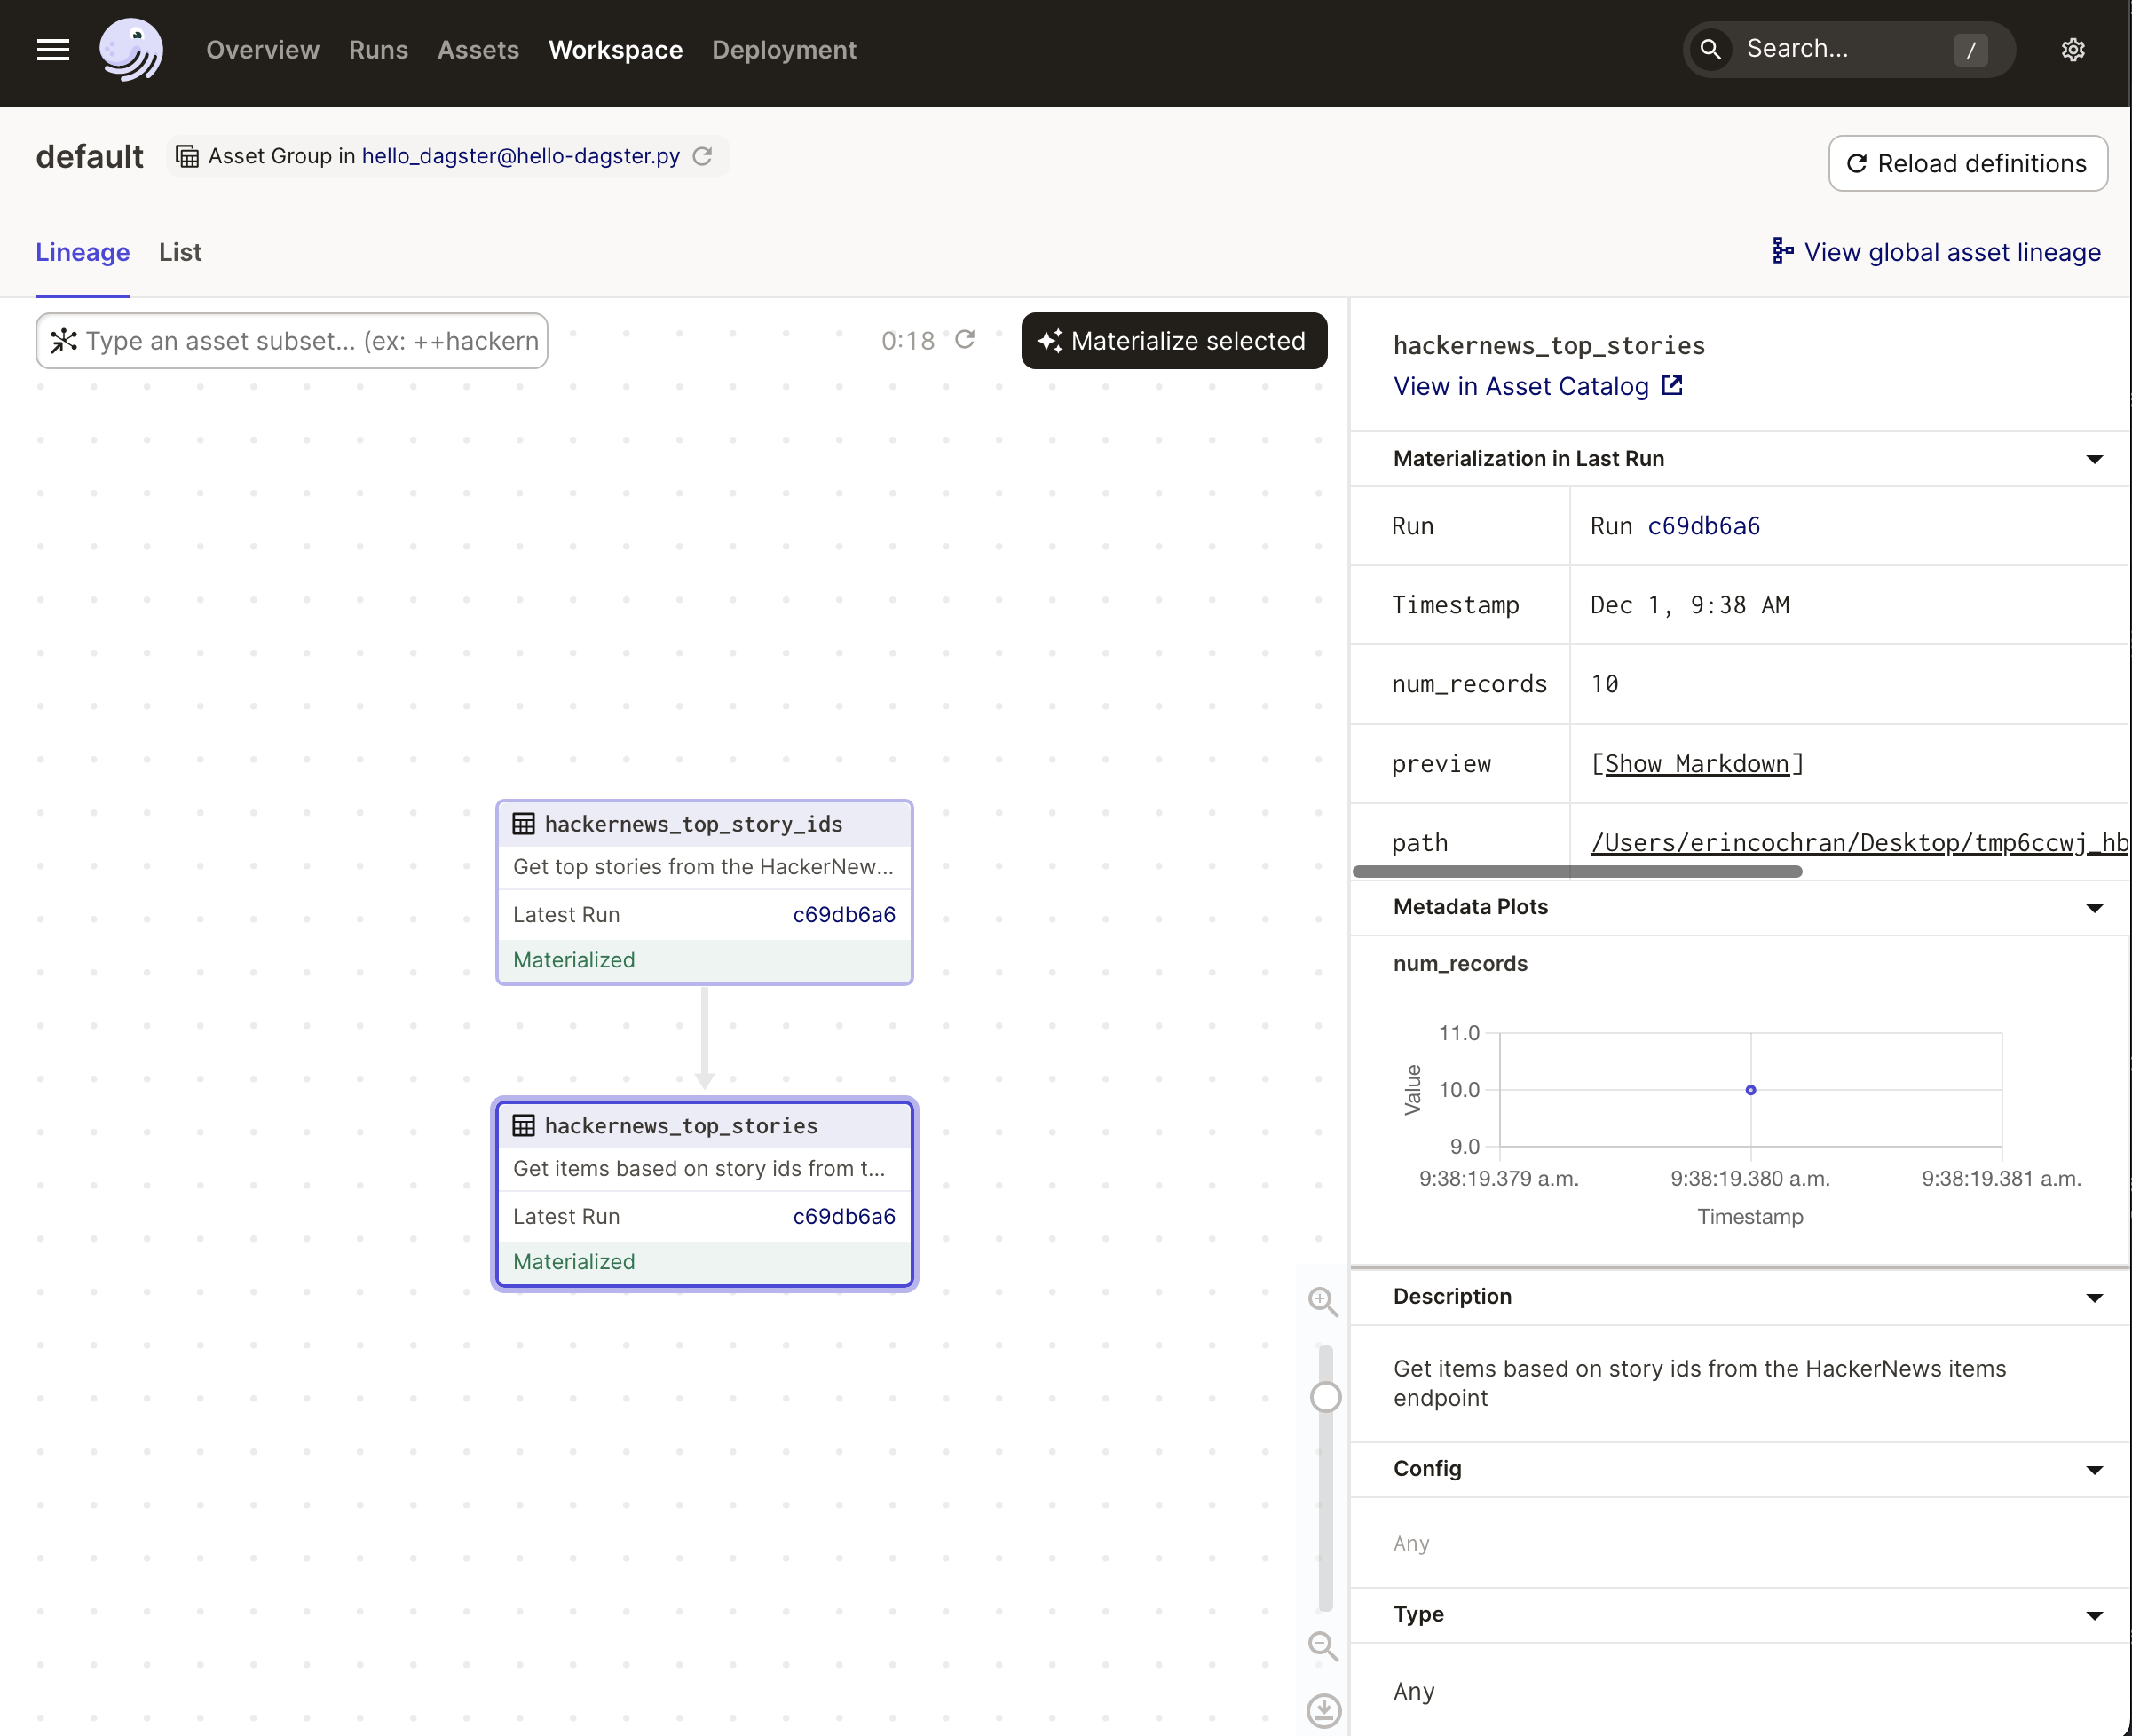 Overview Runs Assets Workspace Deployment
Search... /
default Asset Group in hello_dagster@hello-dagster.py
Reload definitions
Lineage List
View global asset lineage
Type an asset subset... (ex: ++hackern
0:18
Materialize selected
hackernews_top_story_ids
Get top stories from the HackerNew...
Latest Run c69db6a6
Materialized
hackernews_top_stories
Get items based on story ids from t...
Latest Run c69db6a6
Materialized
hackernews_top_stories
View in Asset Catalog
Materialization in Last Run
Run Run c69db6a6
Timestamp Dec 1, 9:38 AM
num_records 10
preview [Show Markdown]
path /Users/erincochran/Desktop/tmp6ccwj_hb
Metadata Plots
num_records
Value
11.0
10.0
9.0
9:38:19.379 a.m. 9:38:19.380 a.m. 9:38:19.381 a.m.
Timestamp
Description
Get items based on story ids from the HackerNews items
endpoint
Config
Any
Type
Any